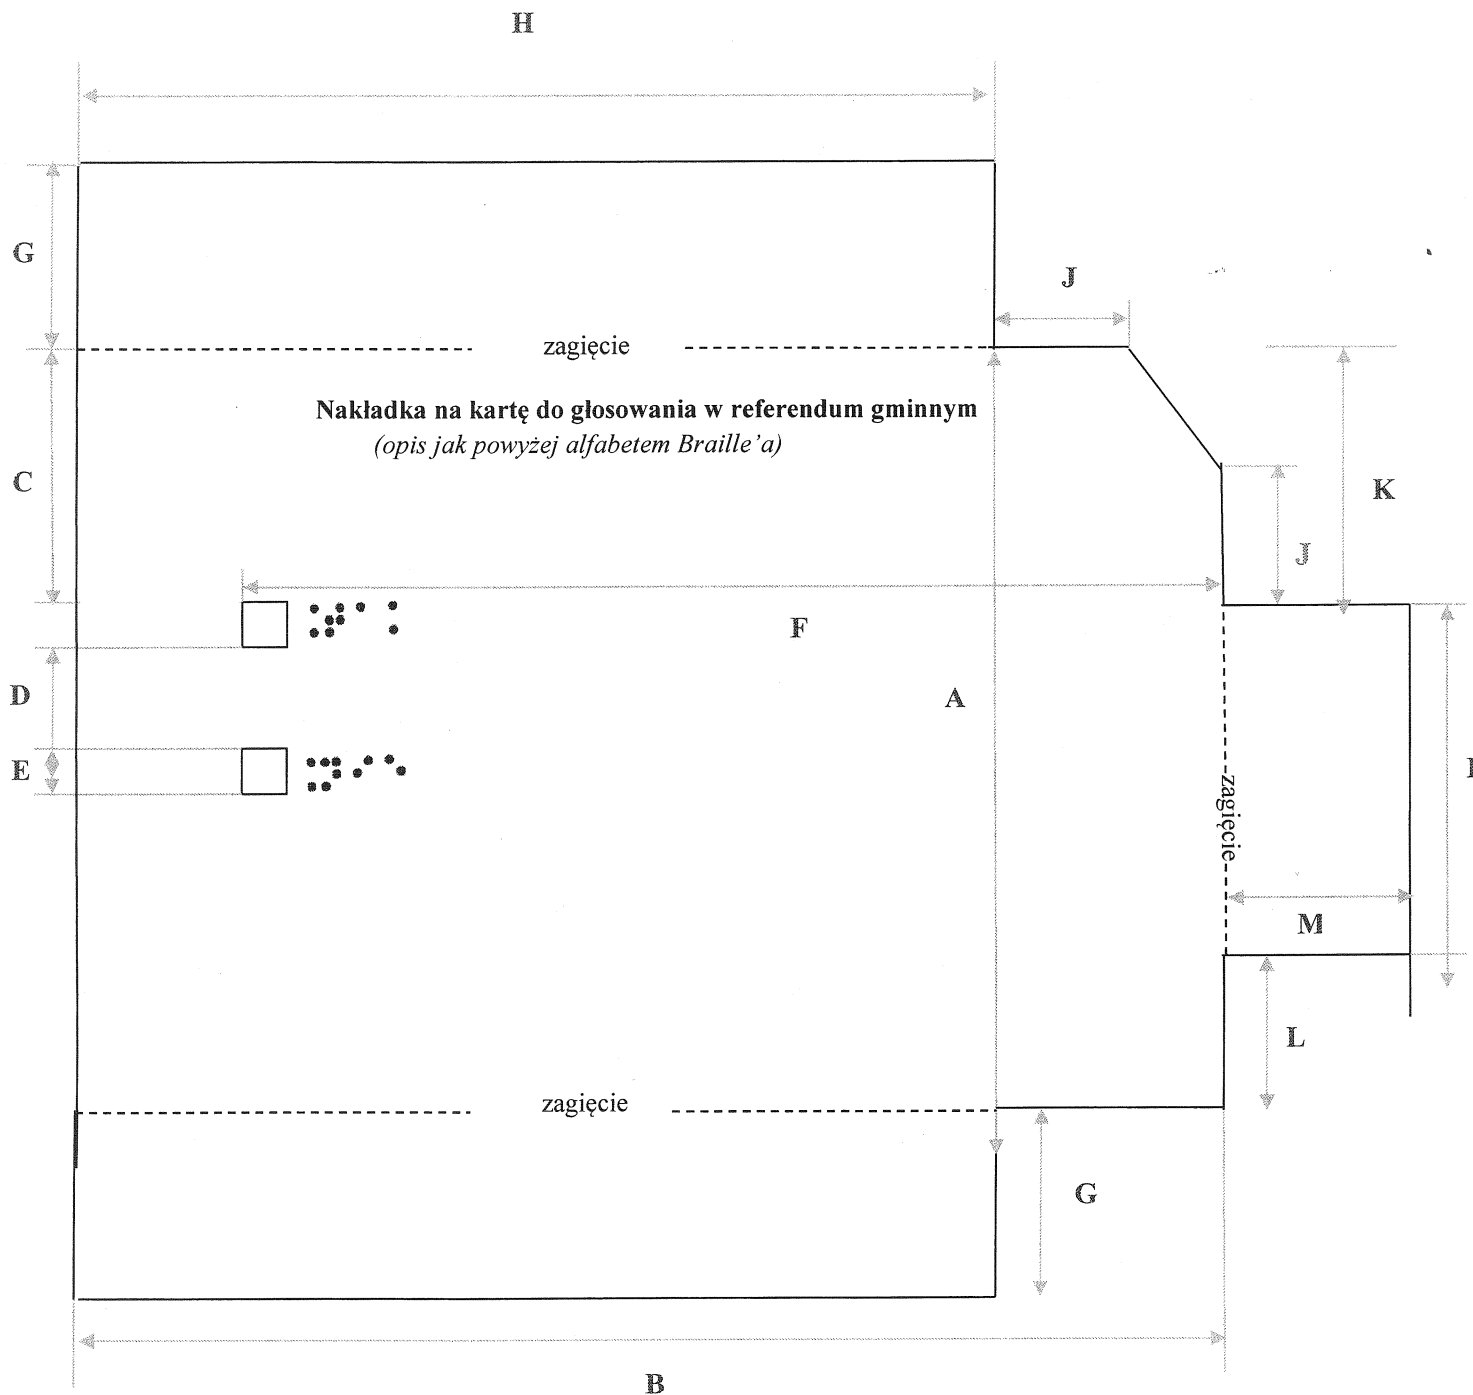 H
G
J
zagięcie
Nakładka na kartę do głosowania w referendum gminnym
(opis jak powyżej alfabetem Braille’a)
C
K
J
F
D
A
E
zagięcie
M
L
zagięcie
G
B